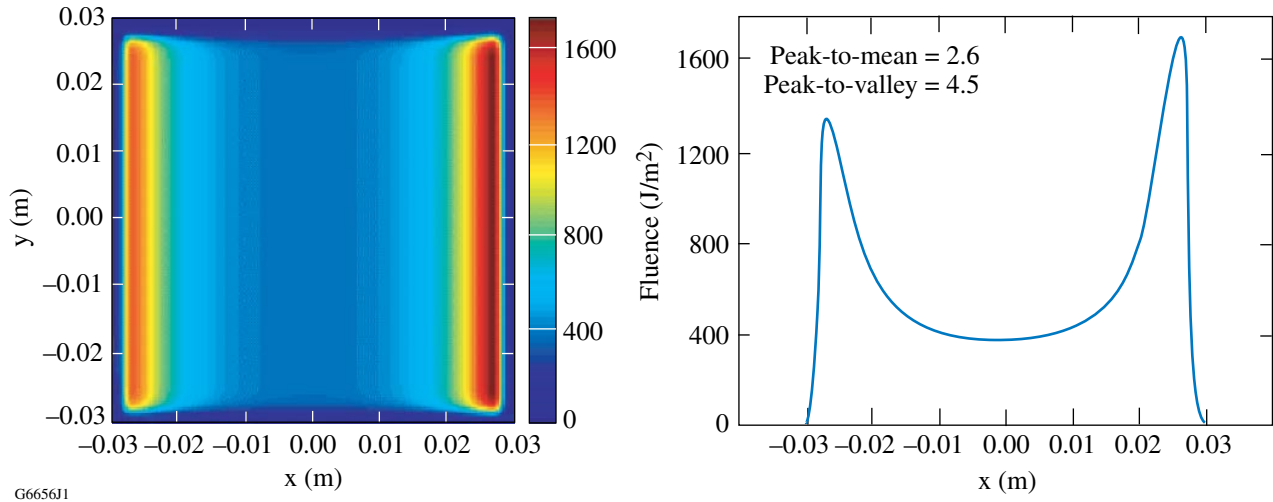 0.03
0.02
0.01
0.00
–0.01
–0.02
–0.03
y (m)
–0.03 –0.02 –0.01 0.00 0.01 0.02 0.03
x (m)
1600
1200
800
400
0
Peak-to-mean = 2.6
Peak-to-valley = 4.5
1600
1200
800
400
0
Fluence (J/m²)
–0.03 –0.02 –0.01 0.00 0.01 0.02 0.03
x (m)
G6656J1